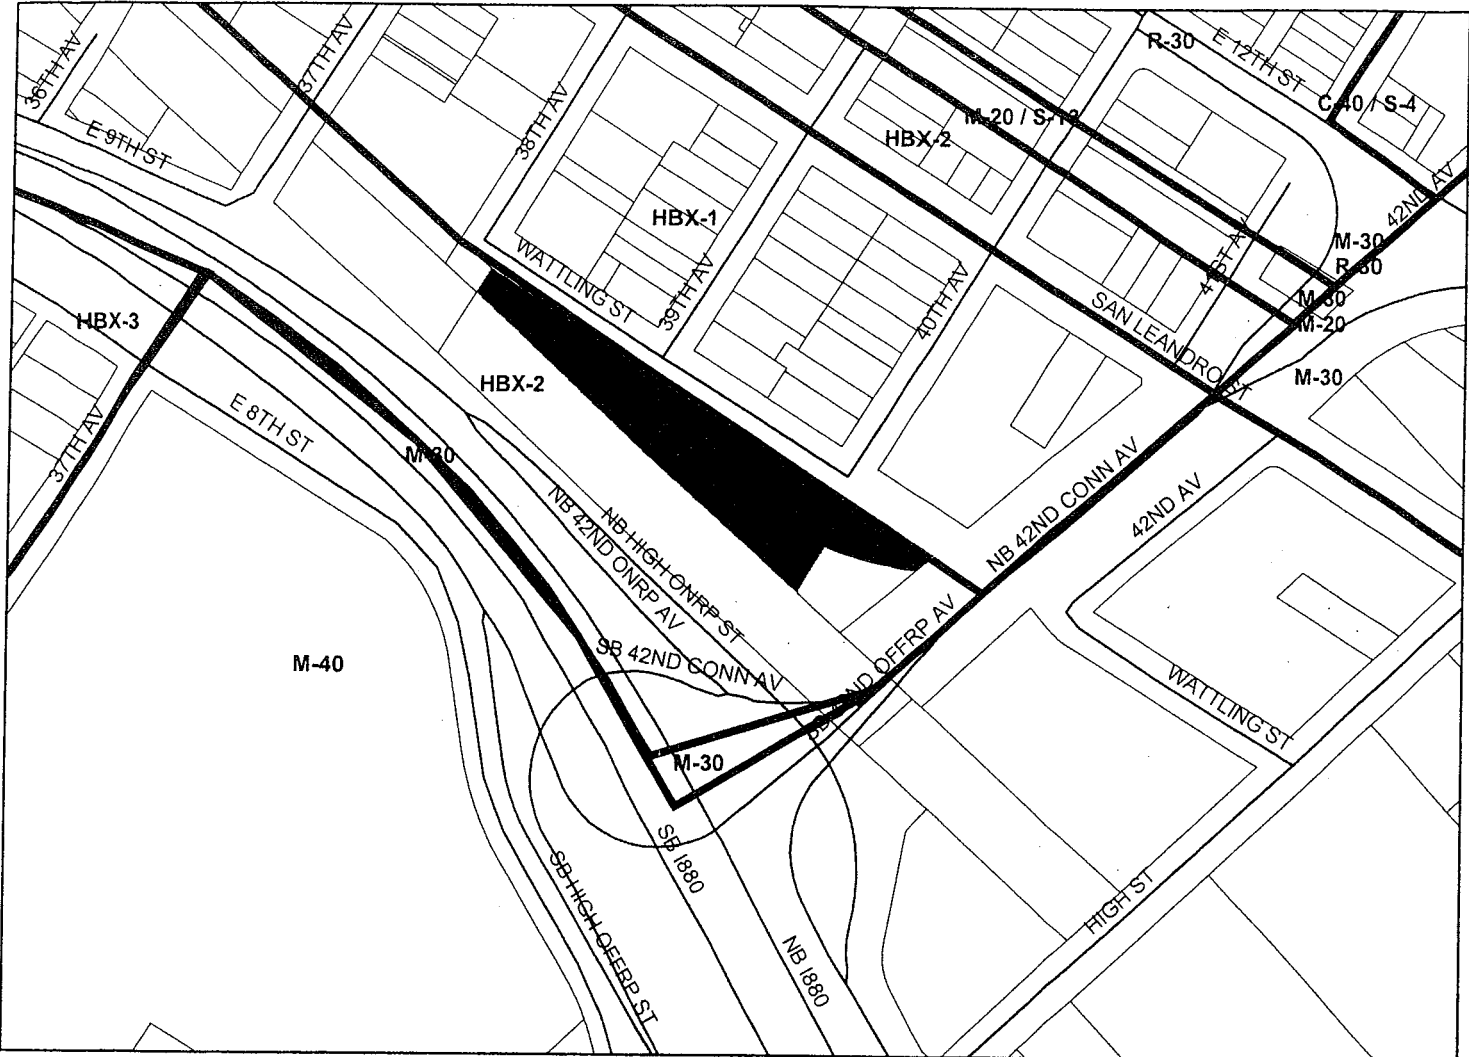 R-30
E 12TH ST
36TH AV
37TH AV
C-40 / S-4
38TH AV
M-20 / S-13
HBX-2
E 9TH ST
42ND AV
HBX-1
M-30
R-30
WATTLING ST
39TH AV
40TH AV
41ST AV
M-30
M-20
SAN LEANDRO ST
HBX-3
HBX-2
M-30
E 8TH ST
37TH AV
M-30
NB 42ND CONN AV
42ND AV
NB HIGH ONRP ST
NB 42ND ONRP AV
SB 42ND CONN AV
SB 42ND OFFRP AV
M-40
WATTLING ST
M-30
SB I880
SB HIGH OFFRP ST
NB I880
HIGH ST